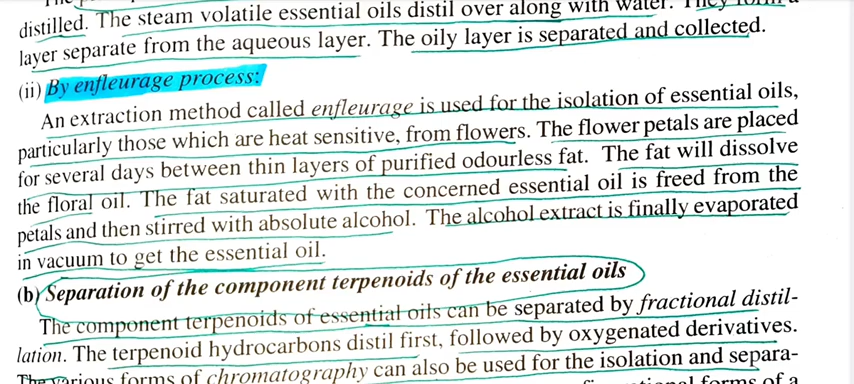 distilled. The steam volatile essential oils distil over along with water. They form a
layer separate from the aqueous layer. The oily layer is separated and collected.
(ii) By enfleurage process:
An extraction method called enfleurage is used for the isolation of essential oils,
particularly those which are heat sensitive, from flowers. The flower petals are placed
for several days between thin layers of purified odourless fat. The fat will dissolve
the floral oil. The fat saturated with the concerned essential oil is freed from the
petals and then stirred with absolute alcohol. The alcohol extract is finally evaporated
in vacuum to get the essential oil.
(b) Separation of the component terpenoids of the essential oils
The component terpenoids of essential oils can be separated by fractional distil-
lation. The terpenoid hydrocarbons distil first, followed by oxygenated derivatives.
The various forms of chromatography can also be used for the isolation and separa-
forms of a